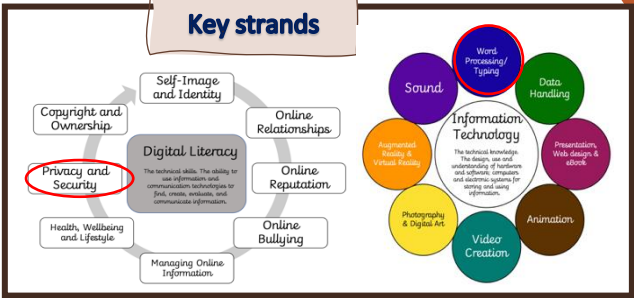 Key strands
Self-Image
and Identity
Online
Relationships
Online
Reputation
Online
Bullying
Managing Online
Information
Health, Wellbeing
and Lifestyle
Privacy and
Security
Copyright and
Ownership
Digital Literacy
The technical skills. The ability to
use information and
communication technologies to
find, create, evaluate, and
communicate information.
Word
Processing/
Typing
Data
Handling
Presentation,
Web design &
eBook
Animation
Video
Creation
Photography
& Digital Art
Augmented
Reality &
Virtual Reality
Sound
Information
Technology
The technical knowledge.
The design, use and
understanding of hardware
and software; computers
and electronic systems for
storing and using
information.